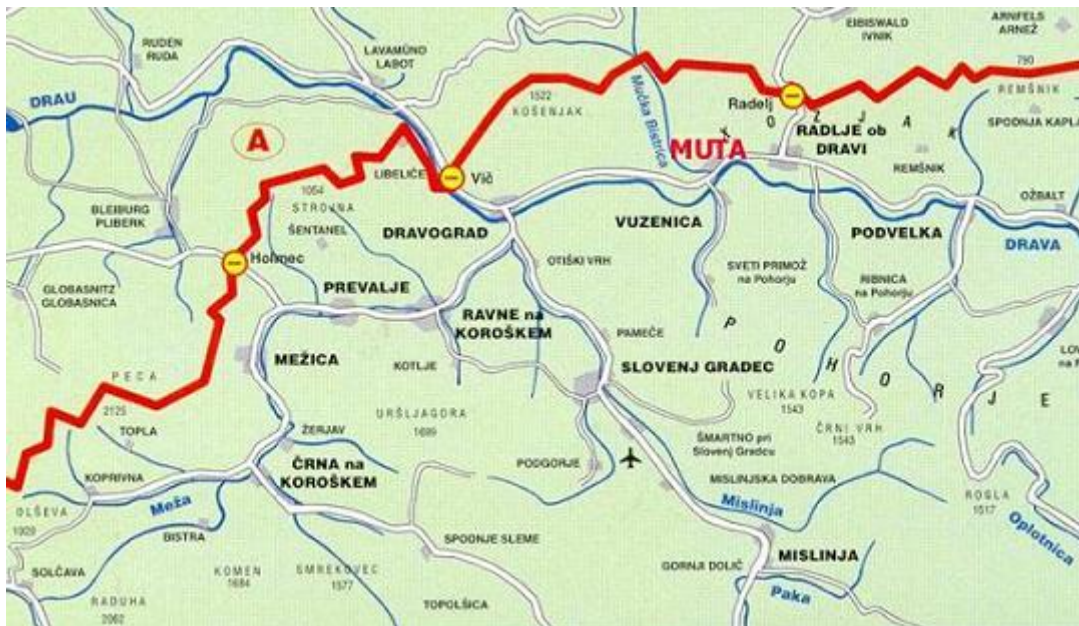 RUDEN
RUDA
LAVAMÜND
LABOT
EIBISWALD
IVNIK
ARNFELS
ARNEŽ
DRAU
1522
KOŠENJAK
Mučka Bistrica
Radelj
790
REMŠNIK
SPODNJA KAPLA
K O Z J A K
RADLJE ob
DRAVI
A
MUTA
REMŠNIK
LIBELIČE
Vič
1054
STROJNA
ŠENTANEL
BLEIBURG
PLIBERK
DRAVOGRAD
VUZENICA
PODVELKA
OŽBALT
DRAVA
Holmec
OTIŠKI VRH
SVETI PRIMOŽ
na Pohorju
RIBNICA
na Pohorju
GLOBASNITZ
GLOBASNICA
PREVALJE
RAVNE na
KOROŠKEM
PAMEČE
P O H O R J E
MEŽICA
KOTLJE
SLOVENJ GRADEC
PECA
2125
VELIKA KOPA
1543
URŠLJAGORA
1699
ČRNI VRH
1543
TOPLA
ŽERJAV
ŠMARTNO pri
Slovenj Gradcu
KOPRIVNA
ČRNA na
KOROŠKEM
PODGORJE
MISLINJSKA DOBRAVA
Meža
Mislinja
ROGLA
1517
OLŠEVA
1929
Oplotnica
BISTRA
SPODNJE SLEME
MISLINJA
GORNJI DOLIČ
SOLČAVA
KOMEN
1684
SMREKOVEC
1577
Paka
RADUHA
2062
TOPOLŠICA